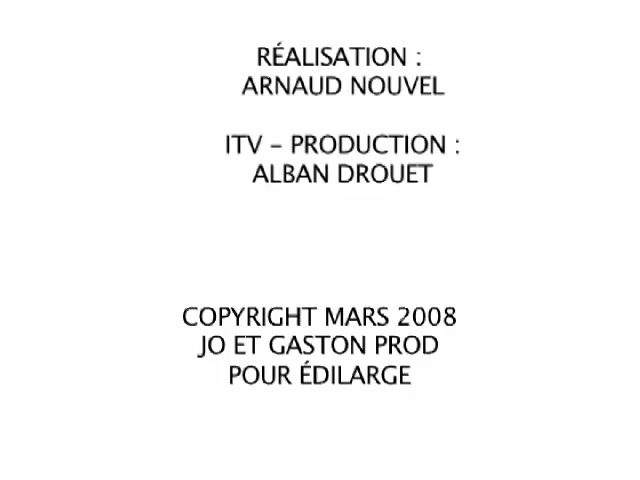 RÉALISATION :
ARNAUD NOUVEL
ITV – PRODUCTION :
ALBAN DROUET
COPYRIGHT MARS 2008
JO ET GASTON PROD
POUR ÉDILARGE